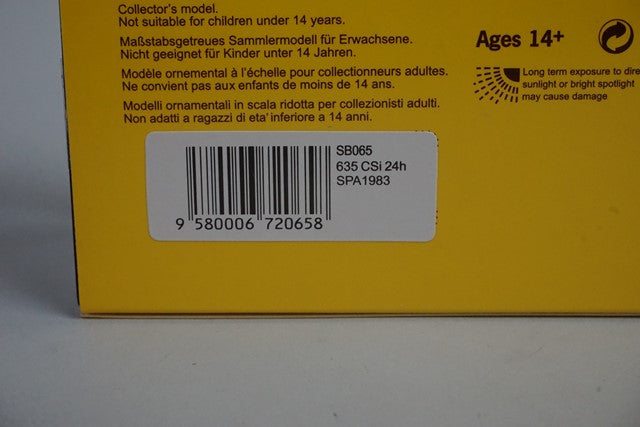 Collector's model.
Not suitable for children under 14 years.
Maßstabsgetreues Sammlermodell für Erwachsene.
Nicht geeignet für Kinder unter 14 Jahren.
Modèle ornemental à l'échelle pour collectionneurs adultes.
Ne convient pas aux enfants de moins de 14 ans.
Modelli ornamentali in scala ridotta per collezionisti adulti.
Non adatti a ragazzi di eta' inferiore a 14 anni.
Ages 14+
Long term exposure to dire
sunlight or bright spotlight
may cause damage
SB065
635 CSi 24h
SPA1983
9 580006 720658